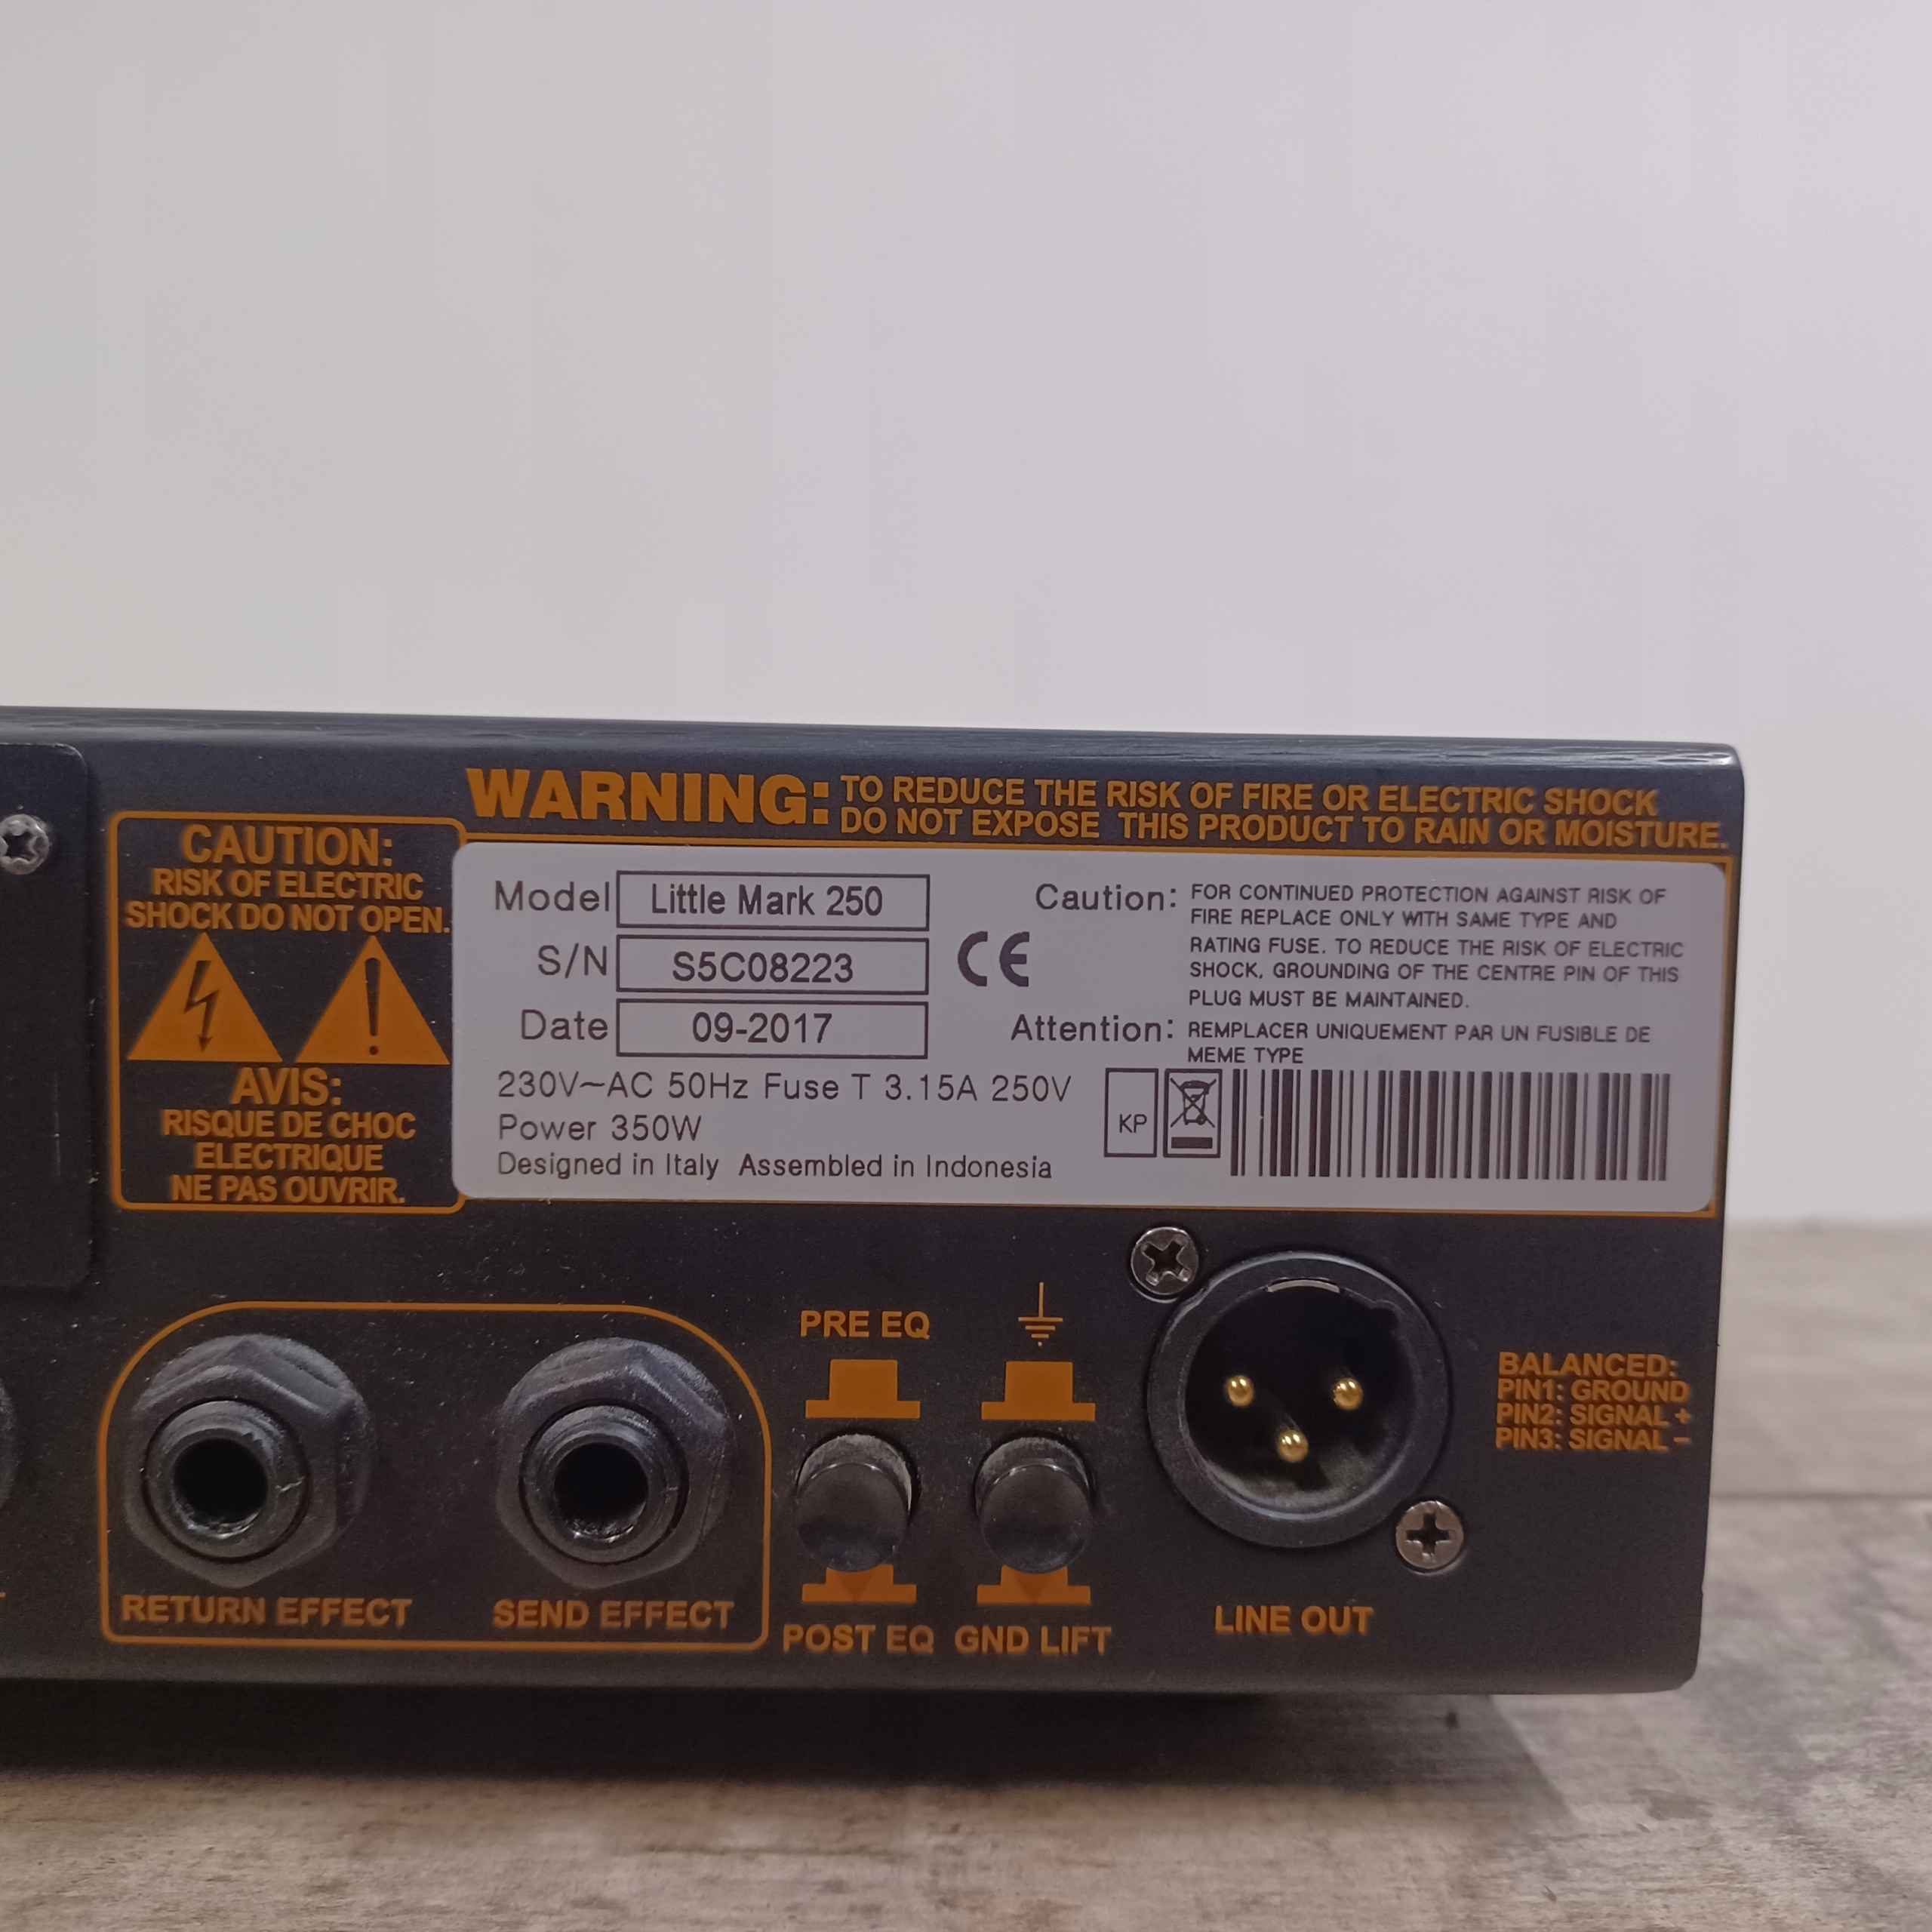 WARNING: TO REDUCE THE RISK OF FIRE OR ELECTRIC SHOCK
DO NOT EXPOSE THIS PRODUCT TO RAIN OR MOISTURE.
CAUTION:
RISK OF ELECTRIC
SHOCK DO NOT OPEN.
AVIS:
RISQUE DE CHOC
ELECTRIQUE
NE PAS OUVRIR.
Model Little Mark 250
S/N S5C08223
Date 09-2017
CE
230V~AC 50Hz Fuse T 3.15A 250V
Power 350W
Designed in Italy Assembled in Indonesia
Caution: FOR CONTINUED PROTECTION AGAINST RISK OF
FIRE REPLACE ONLY WITH SAME TYPE AND
RATING FUSE. TO REDUCE THE RISK OF ELECTRIC
SHOCK, GROUNDING OF THE CENTRE PIN OF THIS
PLUG MUST BE MAINTAINED.
Attention: REMPLACER UNIQUEMENT PAR UN FUSIBLE DE
MEME TYPE
KP
RETURN EFFECT
SEND EFFECT
PRE EQ
POST EQ
GND LIFT
LINE OUT
BALANCED:
PIN1: GROUND
PIN2: SIGNAL +
PIN3: SIGNAL –